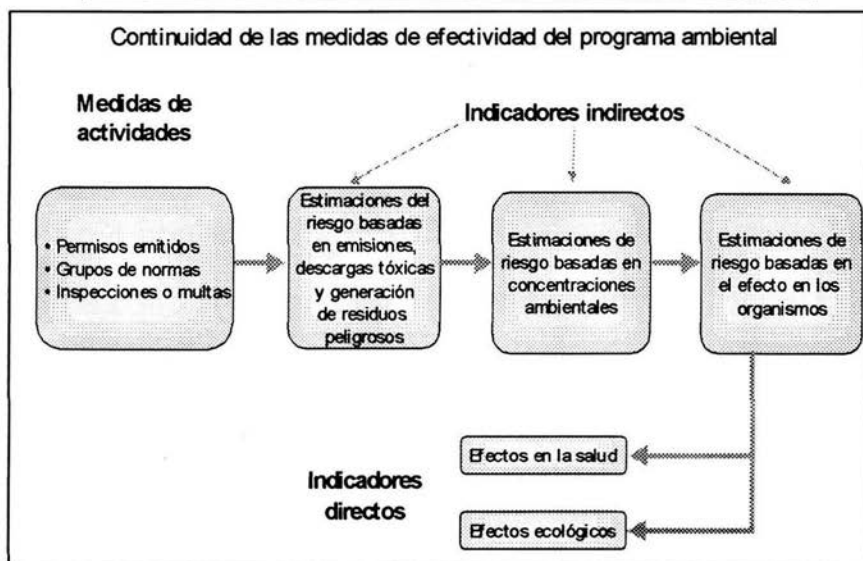 Continuidad de las medidas de efectividad del programa ambiental
Medidas de
actividades
Indicadores indirectos
• Permisos emitidos
• Grupos de normas
• Inspecciones o multas
Estimaciones del
riesgo basadas
en emisiones,
descargas tóxicas
y generación
de residuos
peligrosos
Estimaciones de
riesgo basadas en
concentraciones
ambientales
Estimaciones de
riesgo basadas en
el efecto en los
organismos
Indicadores
directos
Efectos en la salud
Efectos ecológicos